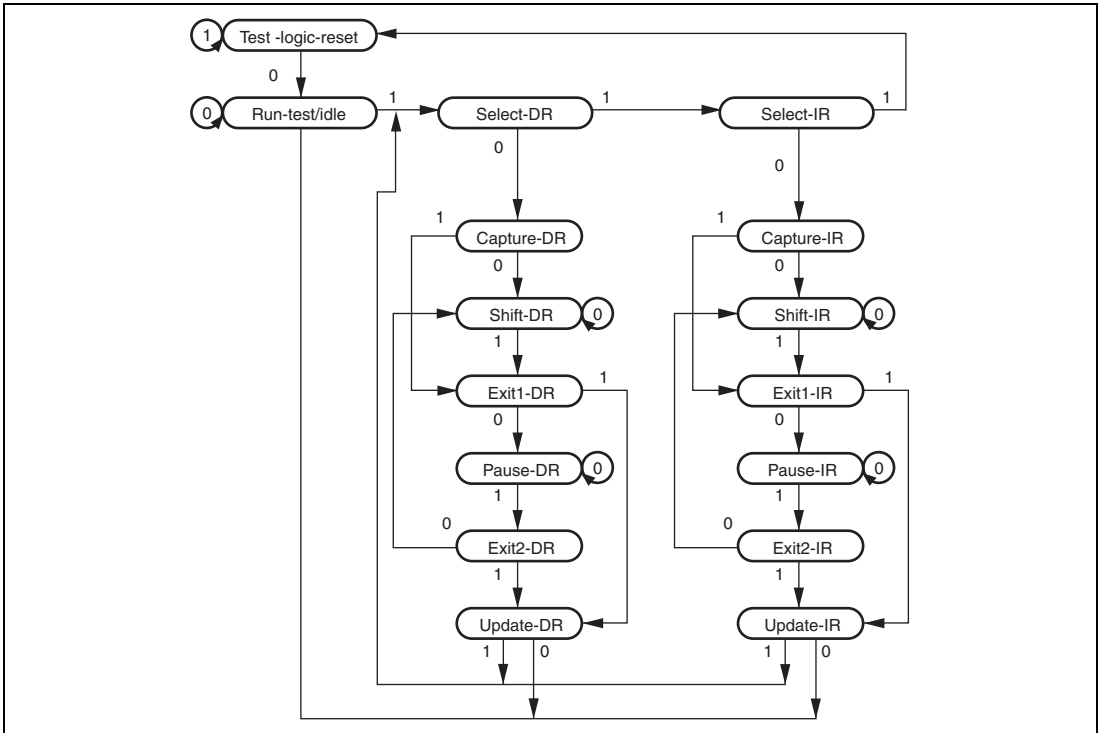 1 Test -logic-reset
0
0 Run-test/idle 1 Select-DR 1 Select-IR 1
0 0
1 Capture-DR 1 Capture-IR
0 0
Shift-DR 0 Shift-IR 0
1 1
Exit1-DR 1 Exit1-IR 1
0 0
Pause-DR 0 Pause-IR 0
1 1
0 Exit2-DR 0 Exit2-IR
1 1
Update-DR Update-IR
1 0 1 0